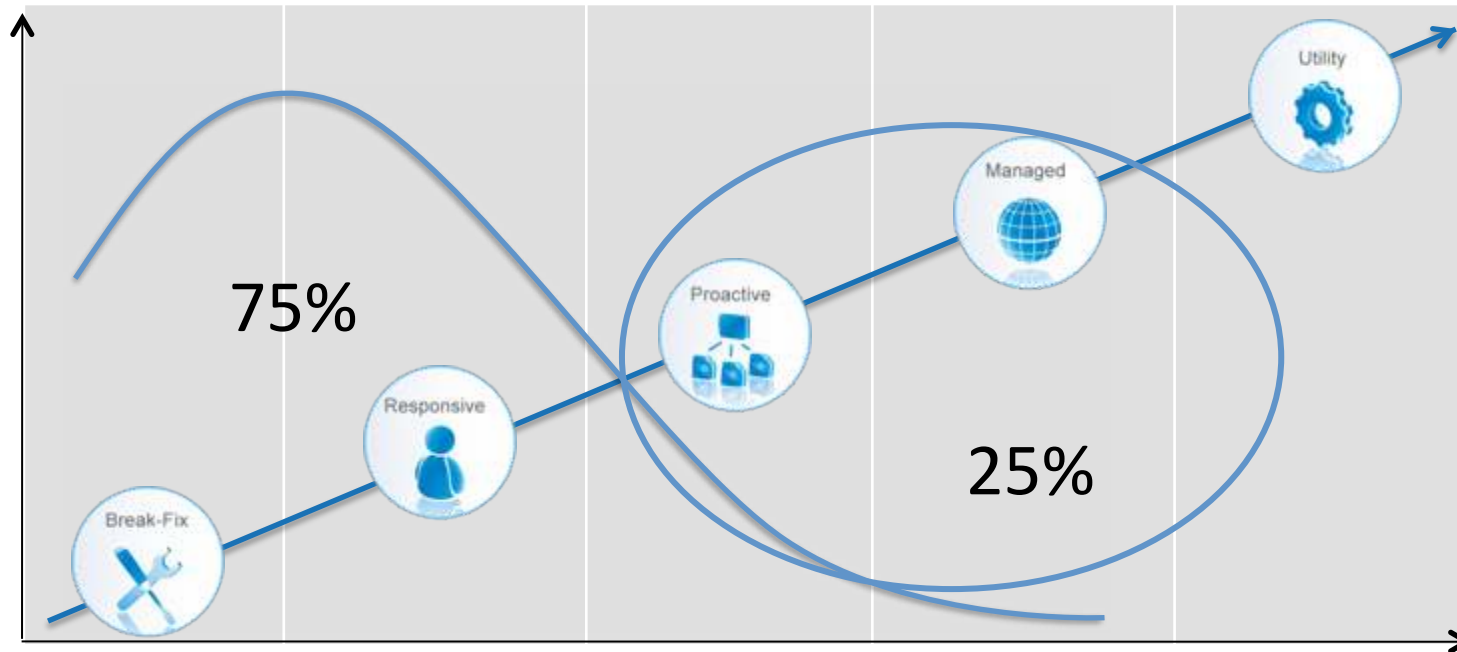 Utility
Managed
75%
Proactive
Responsive
25%
Break-Fix